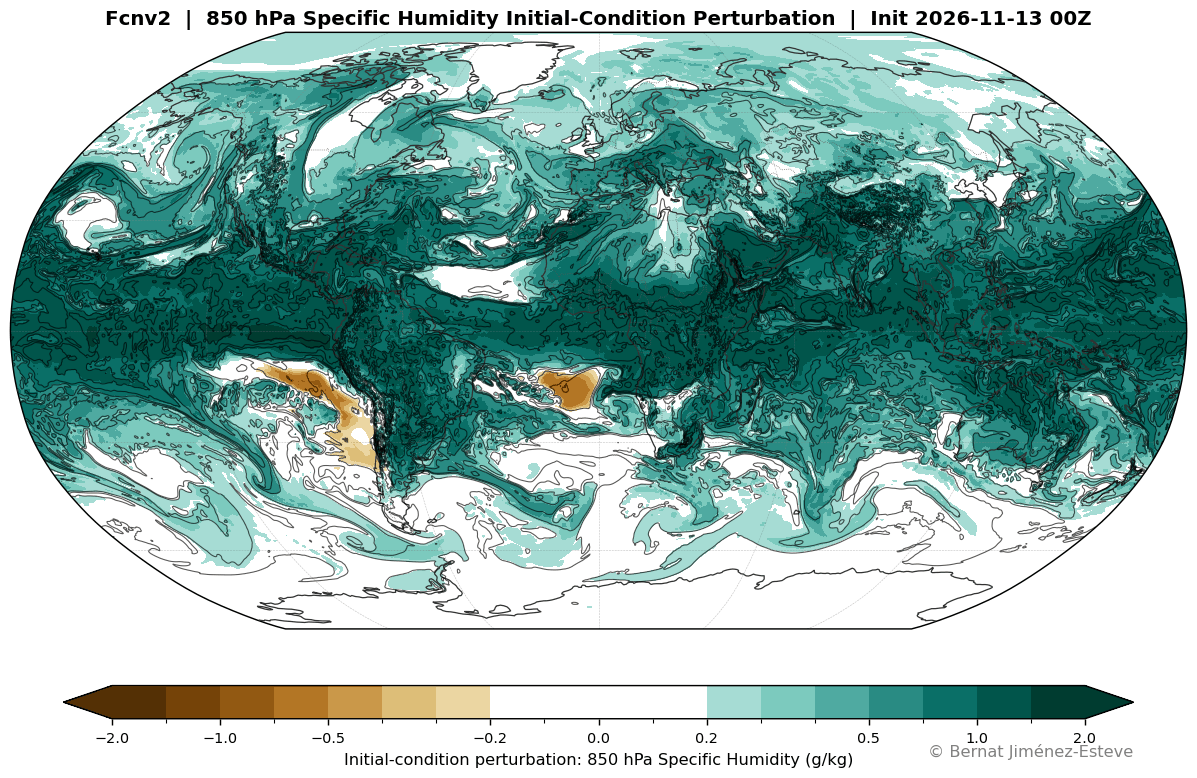 Fcnv2 | 850 hPa Specific Humidity Initial-Condition Perturbation | Init 2026-11-13 00Z
−2.0 −1.0 −0.5 −0.2 0.0 0.2 0.5 1.0 2.0
Initial-condition perturbation: 850 hPa Specific Humidity (g/kg)
© Bernat Jiménez-Esteve